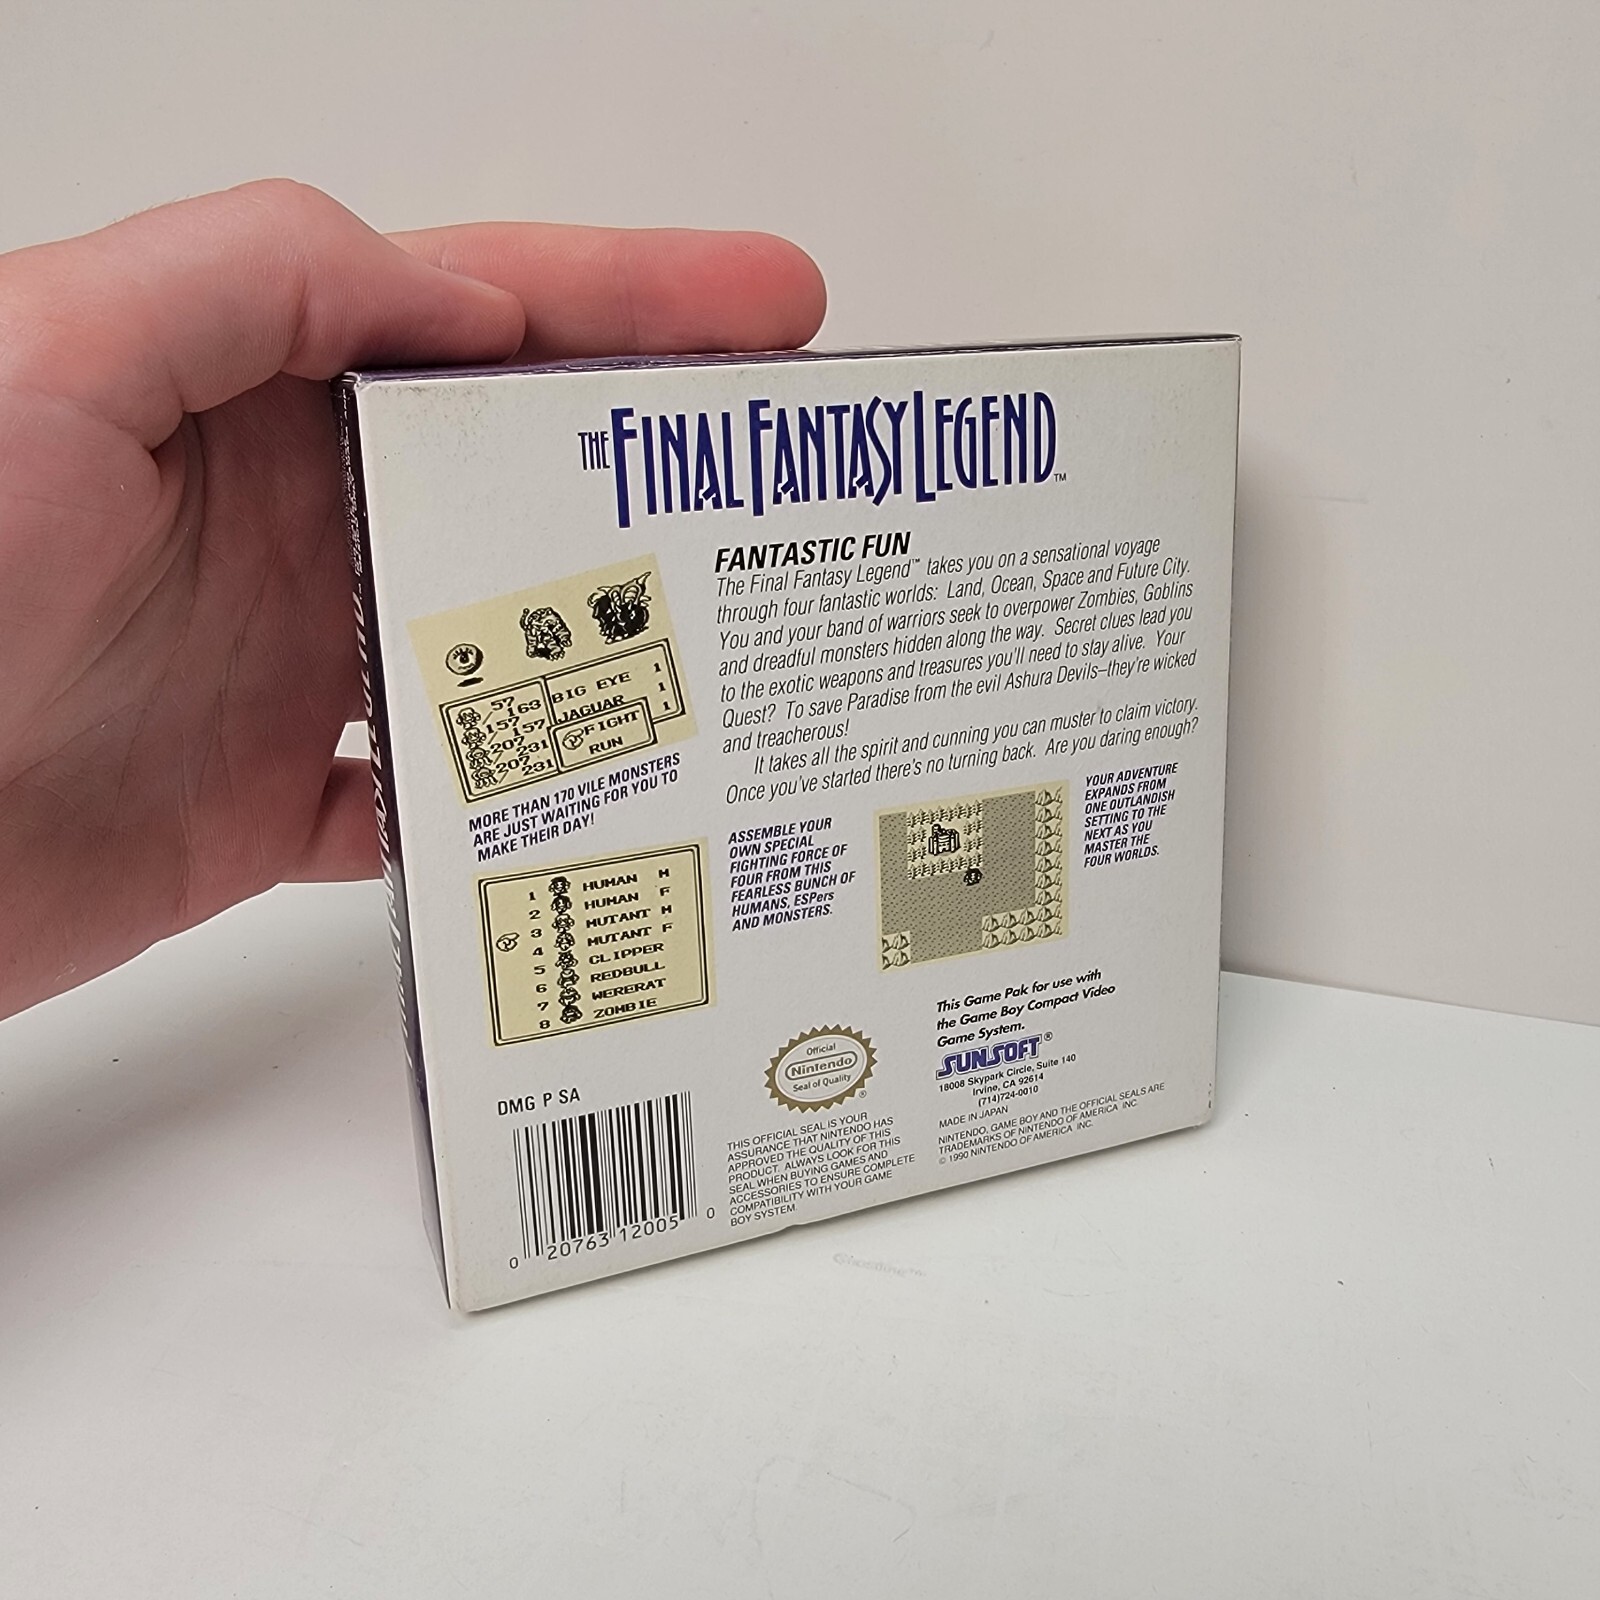 THE FINAL FANTASY LEGEND™
FANTASTIC FUN
The Final Fantasy Legend™ takes you on a sensational voyage
through four fantastic worlds: Land, Ocean, Space and Future City.
You and your band of warriors seek to overpower Zombies, Goblins
and dreadful monsters hidden along the way. Secret clues lead you
to the exotic weapons and treasures you'll need to stay alive. Your
Quest? To save Paradise from the evil Ashura Devils—they're wicked
and treacherous!
It takes all the spirit and cunning you can muster to claim victory.
Once you've started there's no turning back. Are you daring enough?
57
/163
157
/157
207
/231
207
/231
BIG EYE 1
JAGUAR 1
1
FIGHT
RUN
MORE THAN 170 VILE MONSTERS
ARE JUST WAITING FOR YOU TO
MAKE THEIR DAY!
1 HUMAN M
2 HUMAN F
3 MUTANT M
4 MUTANT F
5 CLIPPER
6 REDBULL
7 WERERAT
8 ZOMBIE
ASSEMBLE YOUR
OWN SPECIAL
FIGHTING FORCE OF
FOUR FROM THIS
FEARLESS BUNCH OF
HUMANS, ESPers
AND MONSTERS.
YOUR ADVENTURE
EXPANDS FROM
ONE OUTLANDISH
SETTING TO THE
NEXT AS YOU
MASTER THE
FOUR WORLDS.
This Game Pak for use with
the Game Boy Compact Video
Game System.
SUNSOFT®
18008 Skypark Circle, Suite 140
Irvine, CA 92614
(714)724-0010
MADE IN JAPAN
NINTENDO, GAME BOY AND THE OFFICIAL SEALS ARE
TRADEMARKS OF NINTENDO OF AMERICA INC.
© 1990 NINTENDO OF AMERICA INC.
Official
Nintendo
Seal of Quality
®
THIS OFFICIAL SEAL IS YOUR
ASSURANCE THAT NINTENDO HAS
APPROVED THE QUALITY OF THIS
PRODUCT. ALWAYS LOOK FOR THIS
SEAL WHEN BUYING GAMES AND
ACCESSORIES TO ENSURE COMPLETE
COMPATIBILITY WITH YOUR GAME
BOY SYSTEM.
DMG P SA
0 20763 12005 0